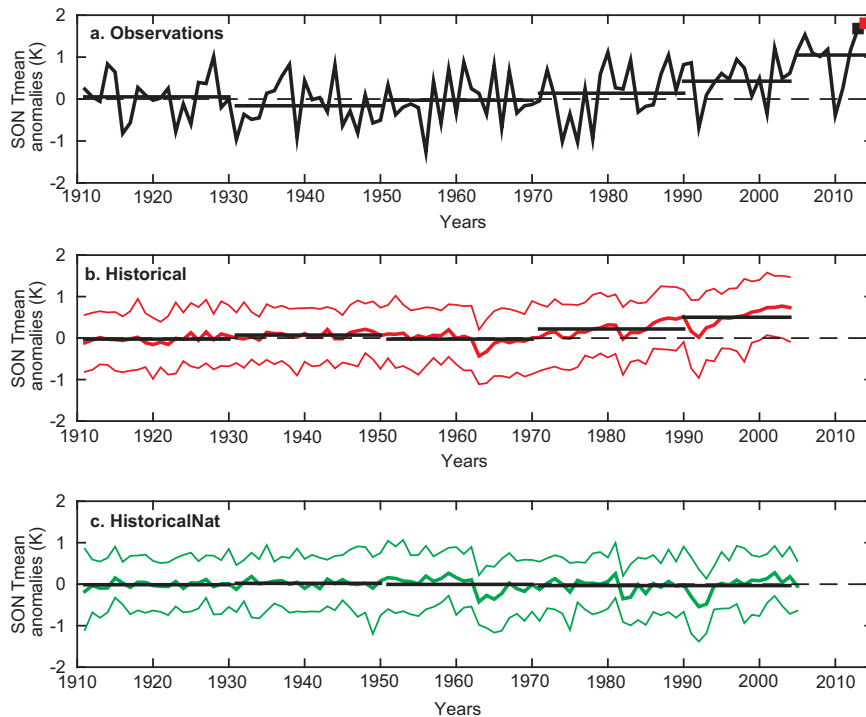 a. Observations
SON Tmean
anomalies (K)
2
1
0
-1
-2
1910 1920 1930 1940 1950 1960 1970 1980 1990 2000 2010
Years
b. Historical
SON Tmean
anomalies (K)
2
1
0
-1
-2
1910 1920 1930 1940 1950 1960 1970 1980 1990 2000 2010
Years
c. HistoricalNat
SON Tmean
anomalies (K)
2
1
0
-1
-2
1910 1920 1930 1940 1950 1960 1970 1980 1990 2000 2010
Years